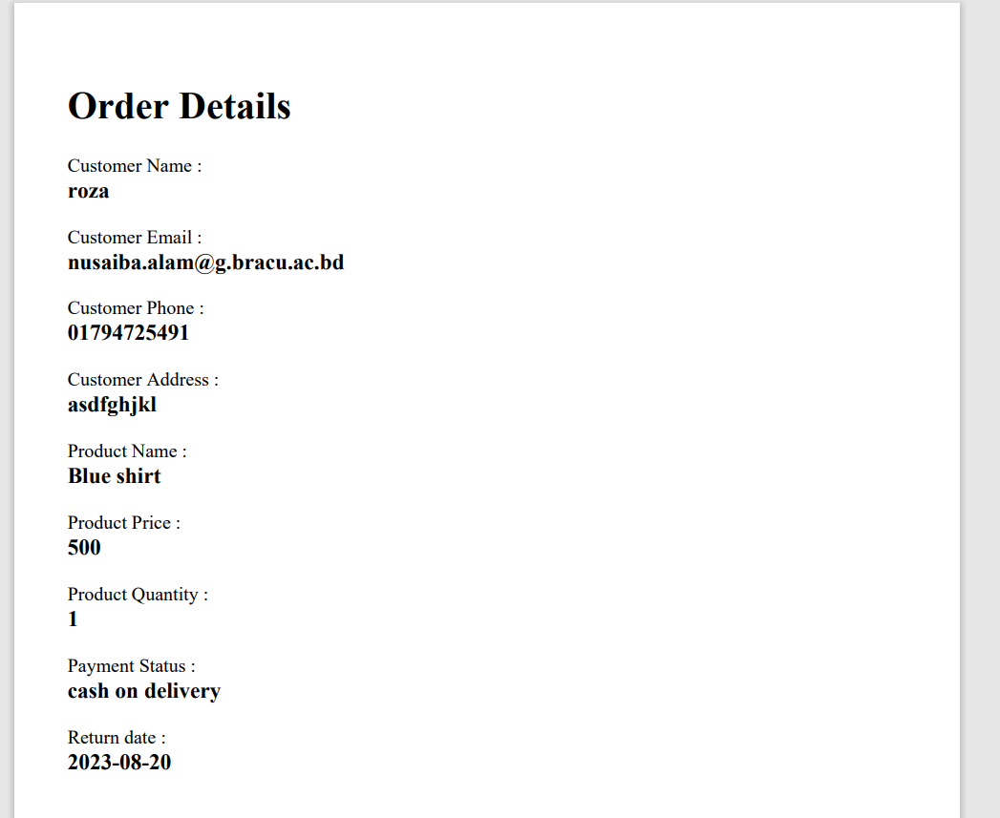 Order Details
Customer Name :
roza
Customer Email :
nusaiba.alam@g.bracu.ac.bd
Customer Phone :
01794725491
Customer Address :
asdfghjkl
Product Name :
Blue shirt
Product Price :
500
Product Quantity :
1
Payment Status :
cash on delivery
Return date :
2023-08-20